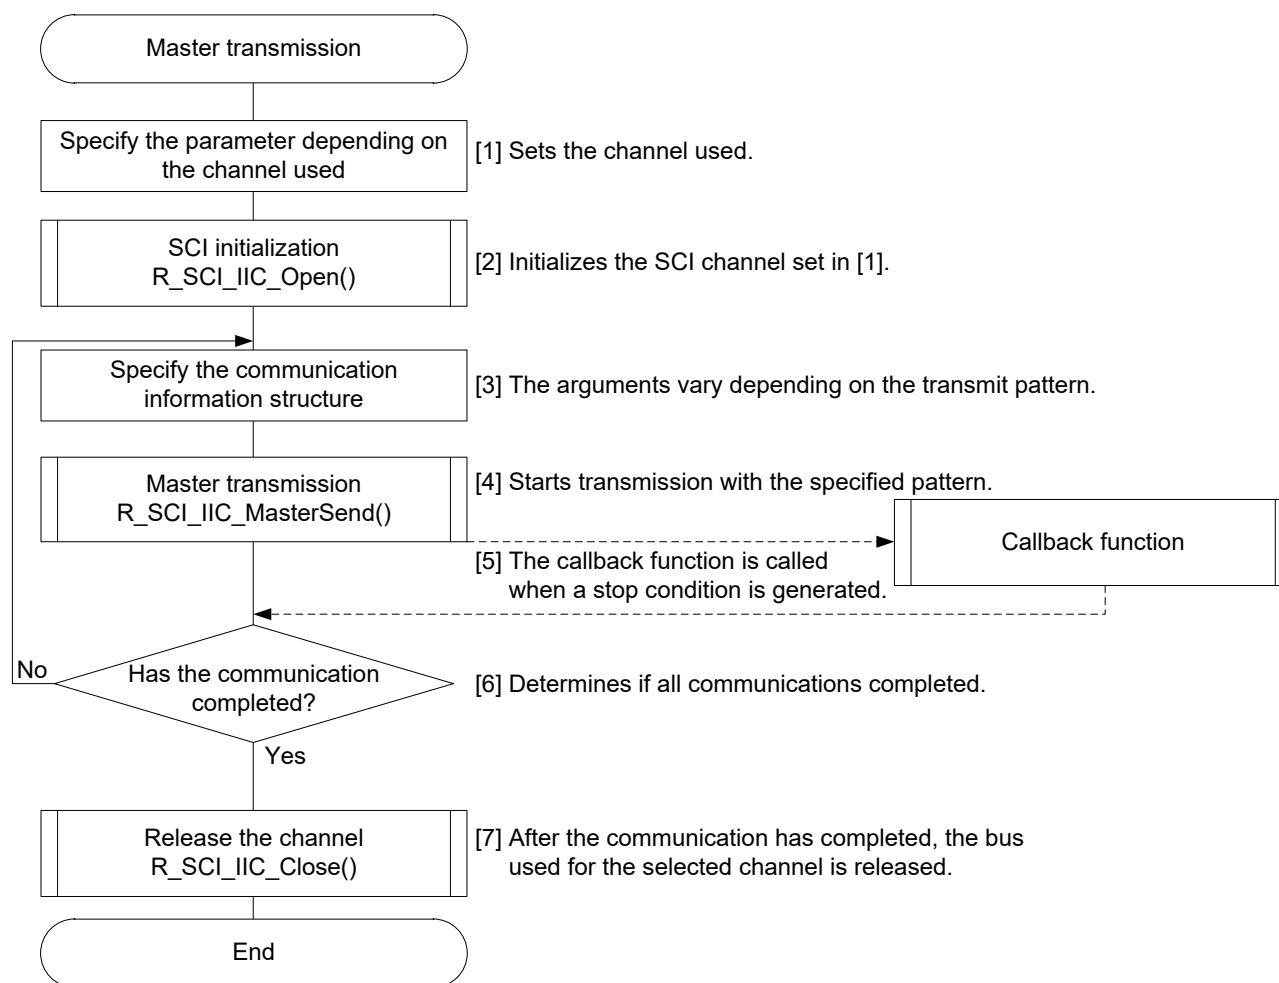 Master transmission
Specify the parameter depending on
the channel used
[1] Sets the channel used.
SCI initialization
R_SCI_IIC_Open()
[2] Initializes the SCI channel set in [1].
Specify the communication
information structure
[3] The arguments vary depending on the transmit pattern.
Master transmission
R_SCI_IIC_MasterSend()
[4] Starts transmission with the specified pattern.
Callback function
[5] The callback function is called
when a stop condition is generated.
No
Has the communication
completed?
[6] Determines if all communications completed.
Yes
Release the channel
R_SCI_IIC_Close()
[7] After the communication has completed, the bus
used for the selected channel is released.
End